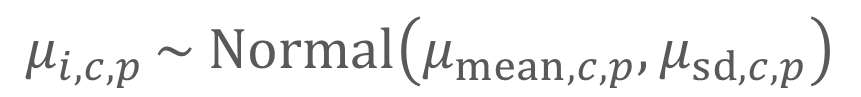 μ_{i,c,p} ~ Normal(μ_{mean,c,p}, μ_{sd,c,p})